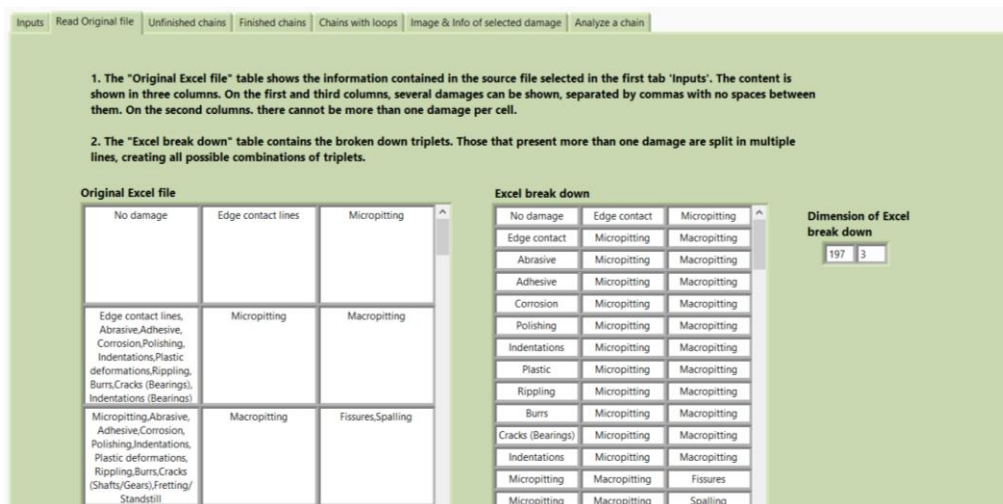 Inputs Read Original file Unfinished chains Finished chains Chains with loops Image & Info of selected damage Analyze a chain
1. The "Original Excel file" table shows the information contained in the source file selected in the first tab 'Inputs'. The content is
shown in three columns. On the first and third columns, several damages can be shown, separated by commas with no spaces between
them. On the second columns. there cannot be more than one damage per cell.
2. The "Excel break down" table contains the broken down triplets. Those that present more than one damage are split in multiple
lines, creating all possible combinations of triplets.
Original Excel file
No damage Edge contact lines Micropitting
Edge contact lines, Micropitting Macropitting
Abrasive,Adhesive,
Corrosion,Polishing,
Indentations,Plastic
deformations,Rippling,
Burrs,Cracks (Bearings),
Indentations (Bearings)
Micropitting,Abrasive, Macropitting Fissures,Spalling
Adhesive,Corrosion,
Polishing,Indentations,
Plastic deformations,
Rippling,Burrs,Cracks
(Shafts/Gears),Fretting/
Standstill
Excel break down
No damage Edge contact Micropitting
Edge contact Micropitting Macropitting
Abrasive Micropitting Macropitting
Adhesive Micropitting Macropitting
Corrosion Micropitting Macropitting
Polishing Micropitting Macropitting
Indentations Micropitting Macropitting
Plastic Micropitting Macropitting
Rippling Micropitting Macropitting
Burrs Micropitting Macropitting
Cracks (Bearings) Micropitting Macropitting
Indentations Micropitting Macropitting
Micropitting Macropitting Fissures
Micropitting Macropitting Spalling
Dimension of Excel
break down
197 3